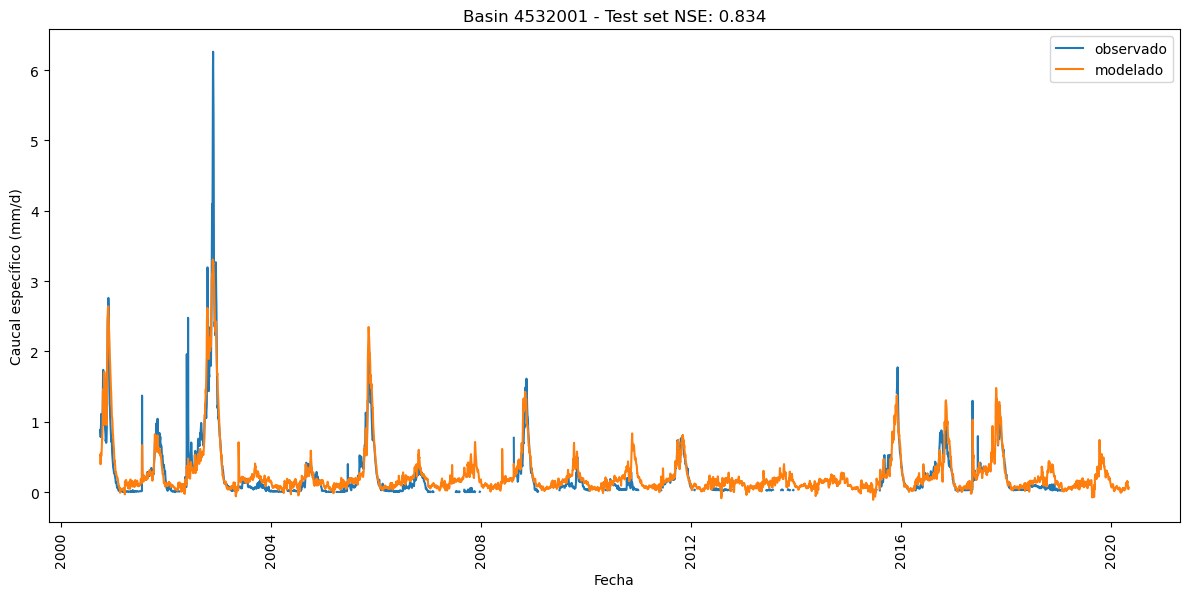 Basin 4532001 - Test set NSE: 0.834
observado
modelado
Caucal específico (mm/d)
6
5
4
3
2
1
0
2000
2004
2008
2012
2016
2020
Fecha